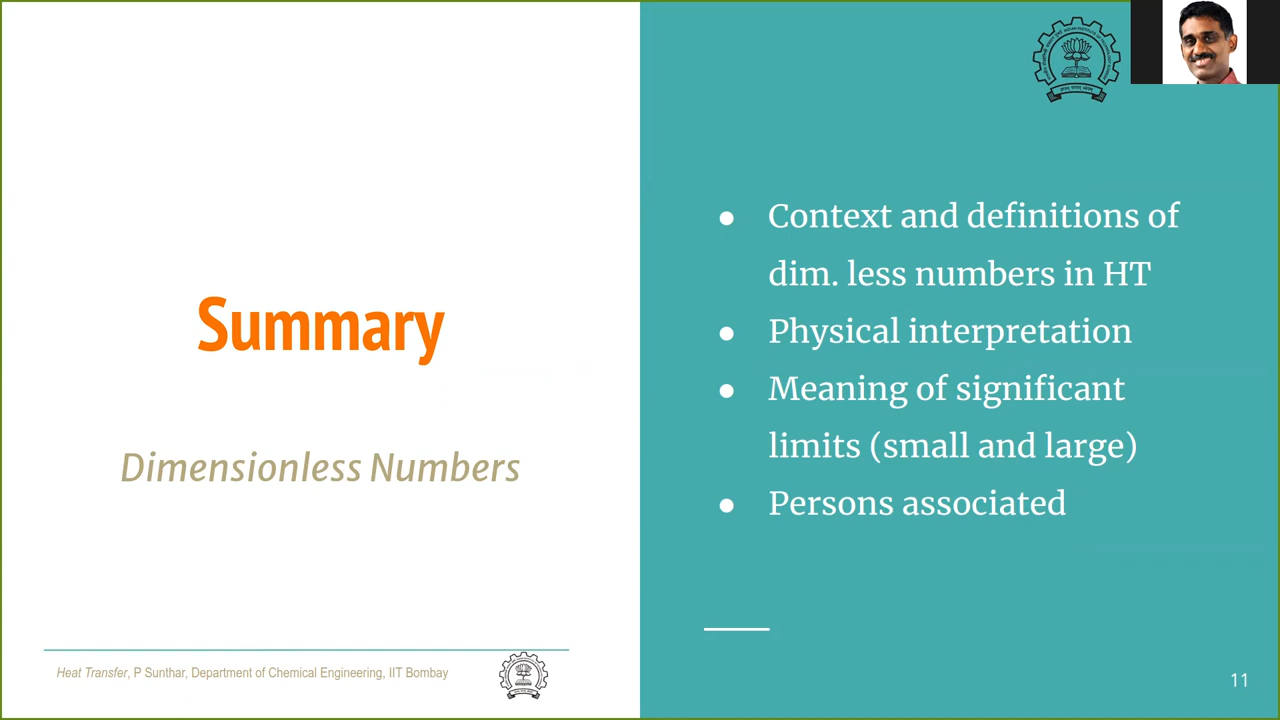 Summary
Dimensionless Numbers
Heat Transfer, P Sunthar, Department of Chemical Engineering, IIT Bombay
● Context and definitions of
dim. less numbers in HT
● Physical interpretation
● Meaning of significant
limits (small and large)
● Persons associated
11